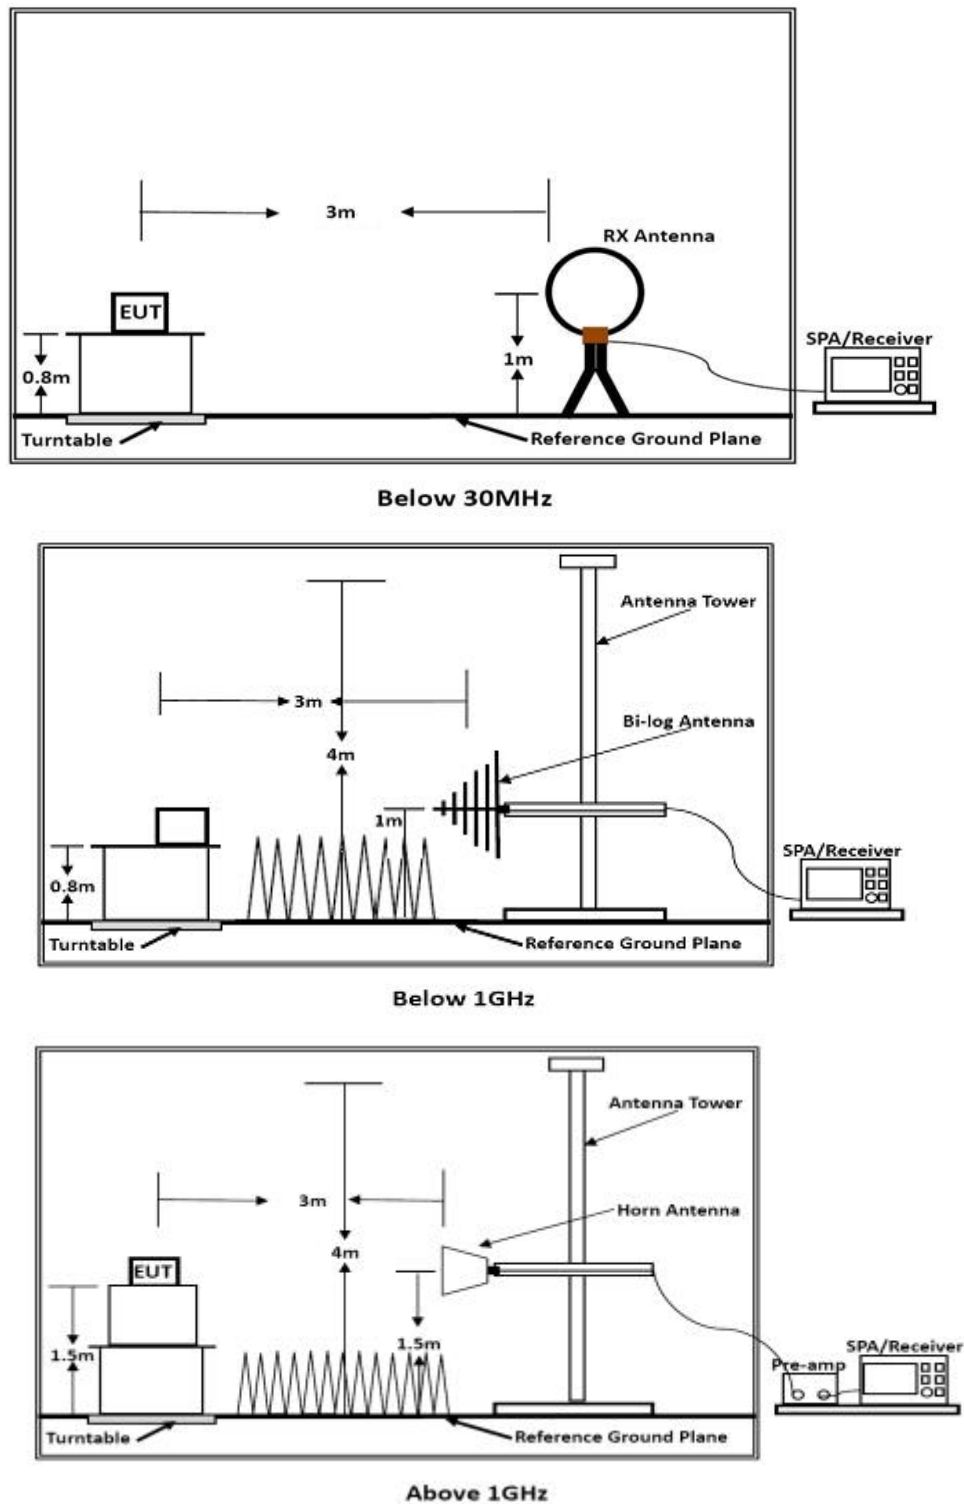 3m
RX Antenna
EUT
SPA/Receiver
0.8m
1m
Turntable
Reference Ground Plane
Below 30MHz
Antenna Tower
3m
Bi-log Antenna
4m
1m
SPA/Receiver
0.8m
Turntable
Reference Ground Plane
Below 1GHz
Antenna Tower
3m
Horn Antenna
4m
EUT
1.5m
1.5m
Pre-amp
SPA/Receiver
Turntable
Reference Ground Plane
Above 1GHz